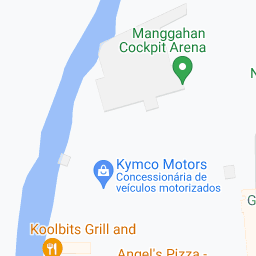 Manggahan
Cockpit Arena
N
Kymco Motors
Concessionária de
veículos motorizados
G
Koolbits Grill and
Angel's Pizza -